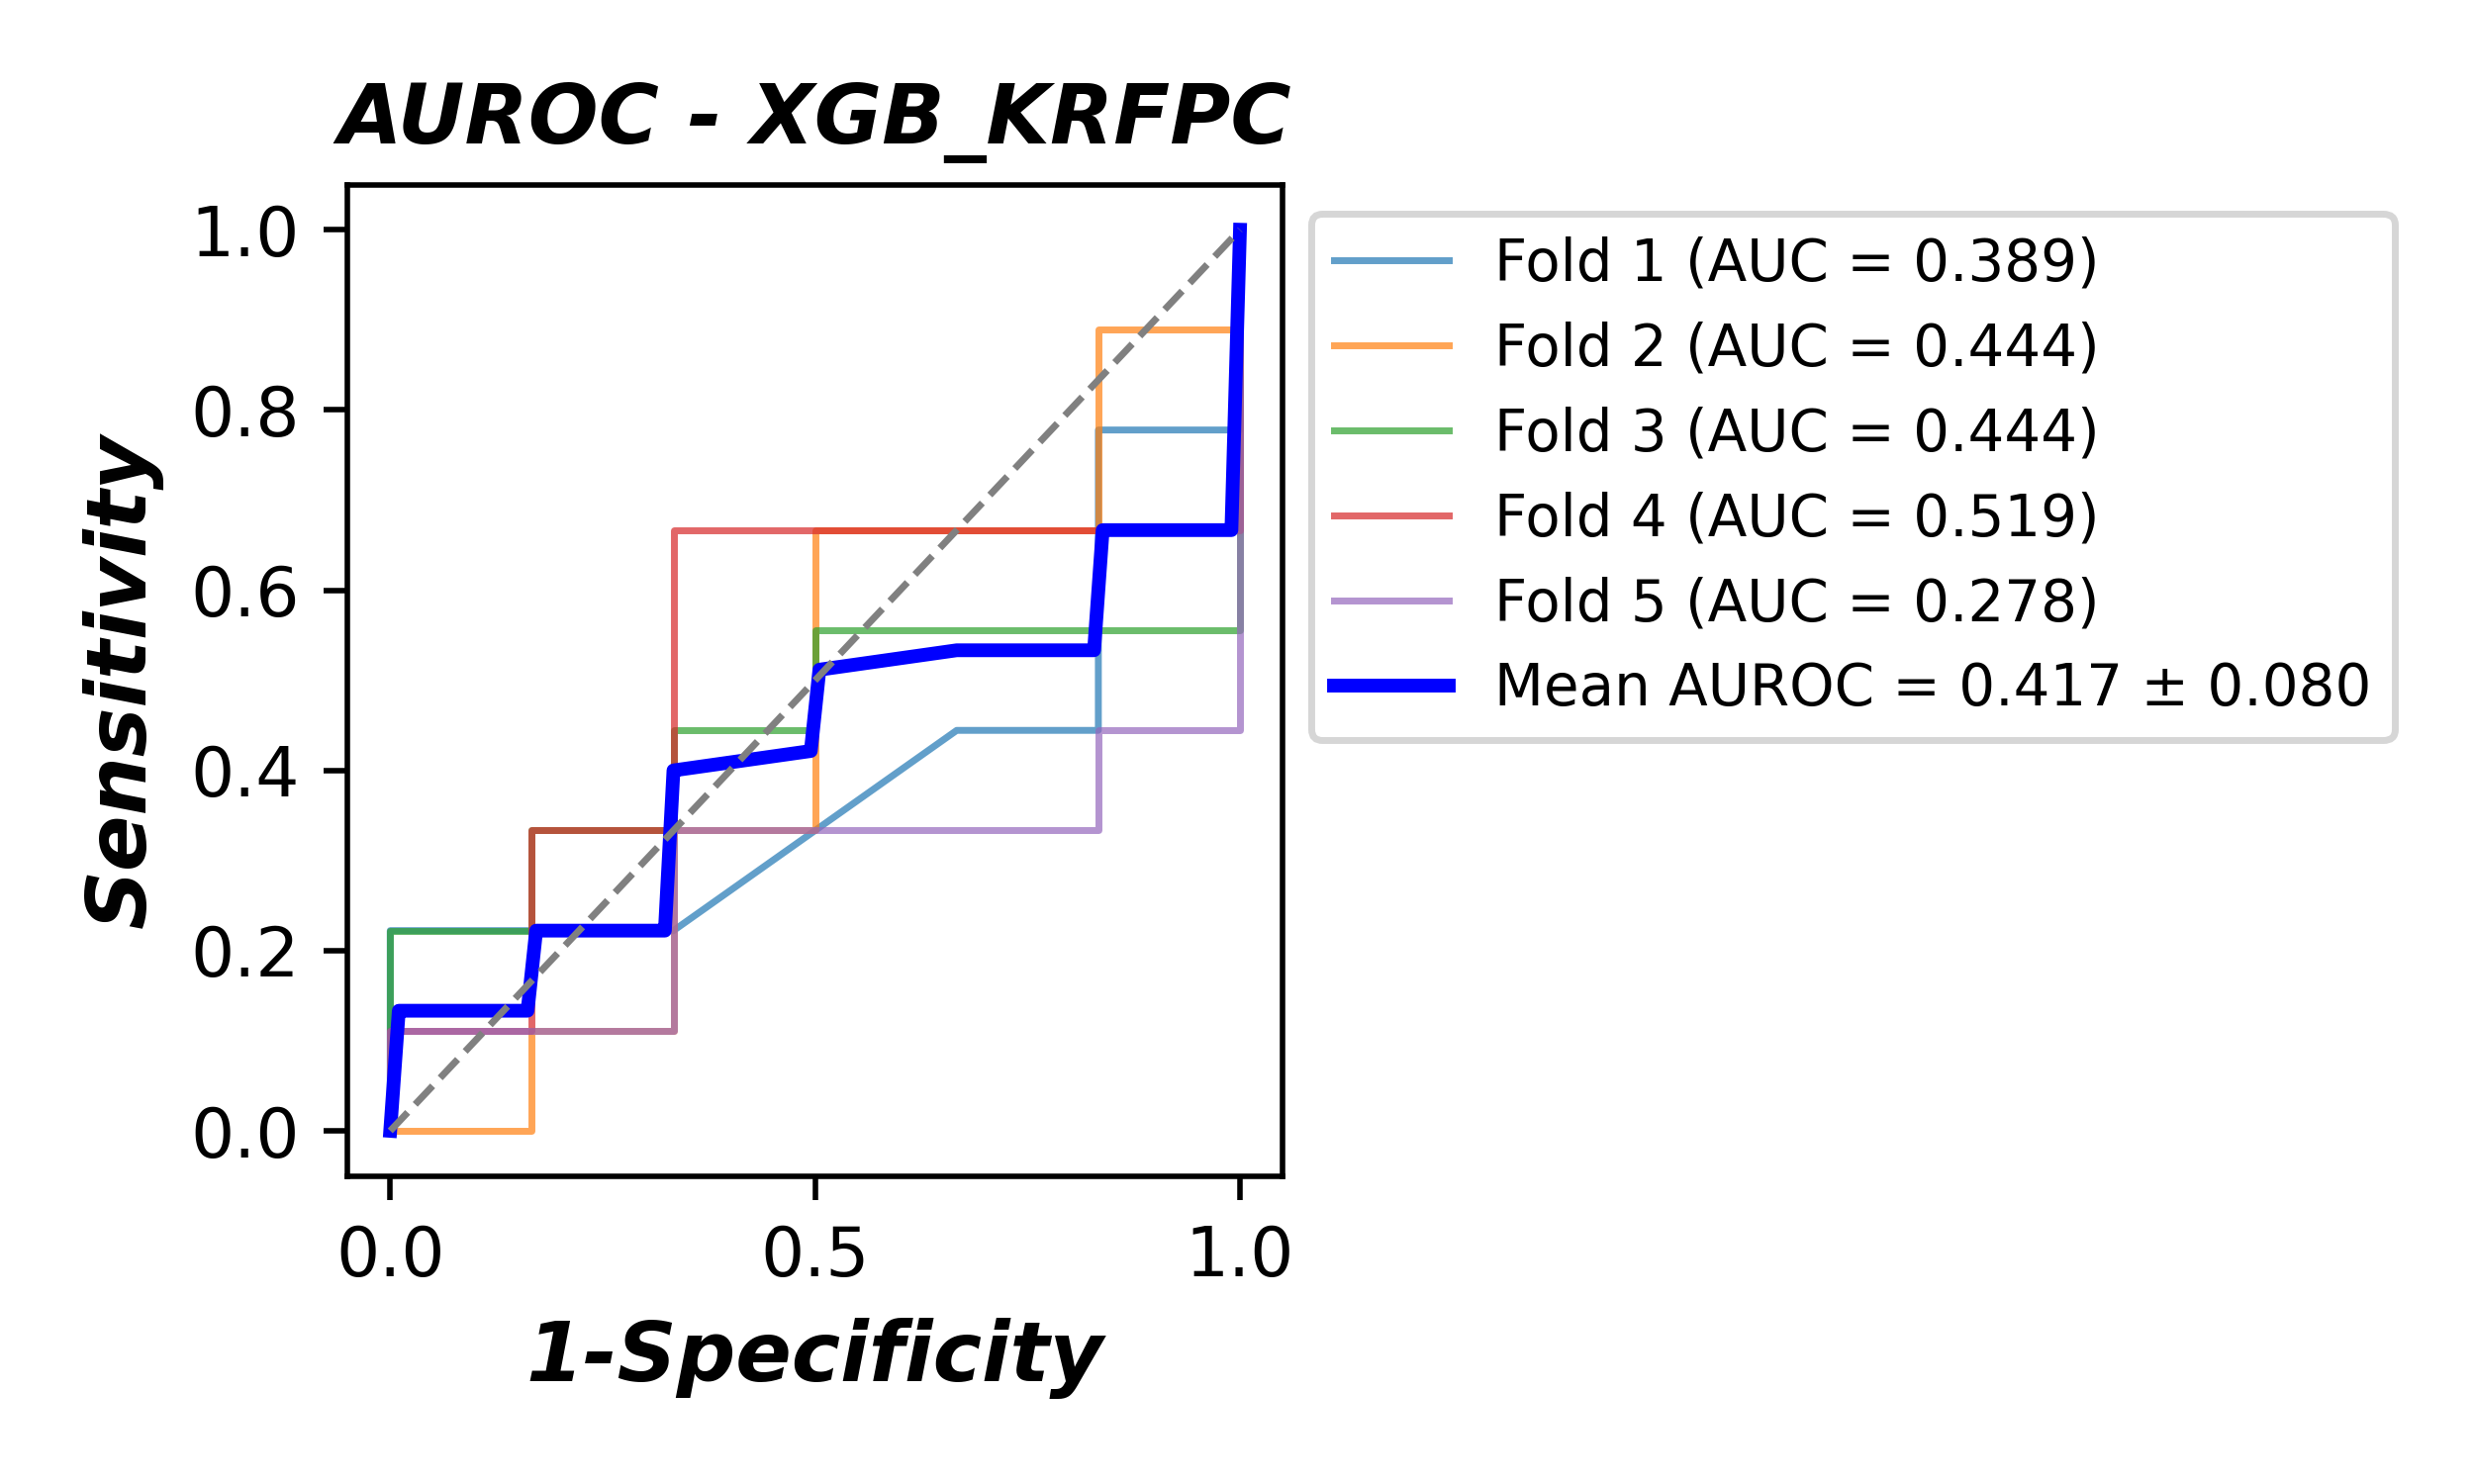 AUROC - XGB_KRFPC
Sensitivity
1.0
0.8
0.6
0.4
0.2
0.0
0.0 0.5 1.0
1-Specificity
Fold 1 (AUC = 0.389)
Fold 2 (AUC = 0.444)
Fold 3 (AUC = 0.444)
Fold 4 (AUC = 0.519)
Fold 5 (AUC = 0.278)
Mean AUROC = 0.417 ± 0.080